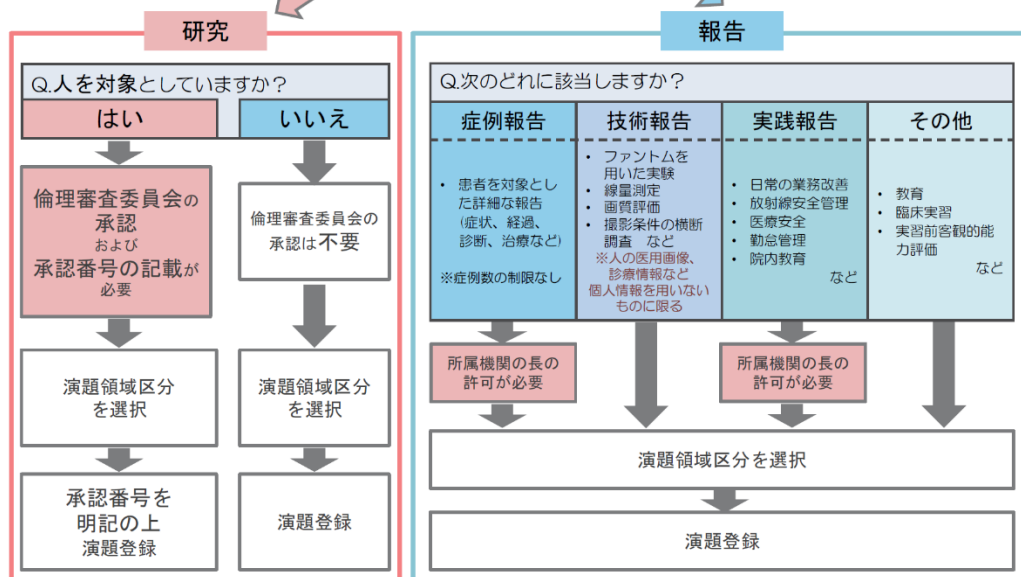 研究
Q.人を対象としていますか？
はい
いいえ
倫理審査委員会の
承認
および
承認番号の記載が
必要
倫理審査委員会の
承認は不要
演題領域区分
を選択
演題領域区分
を選択
承認番号を
明記の上
演題登録
演題登録
報告
Q.次のどれに該当しますか？
症例報告
• 患者を対象とし
た詳細な報告
(症状、経過、
診断、治療など)
※症例数の制限なし
技術報告
• ファントムを
用いた実験
• 線量測定
• 画質評価
• 撮影条件の横断
調査 など
※人の医用画像、
診療情報など
個人情報を用いない
ものに限る
実践報告
• 日常の業務改善
• 放射線安全管理
• 医療安全
• 勤怠管理
• 院内教育
など
その他
• 教育
• 臨床実習
• 実習前客観的能
力評価
など
所属機関の長の
許可が必要
所属機関の長の
許可が必要
演題領域区分を選択
演題登録